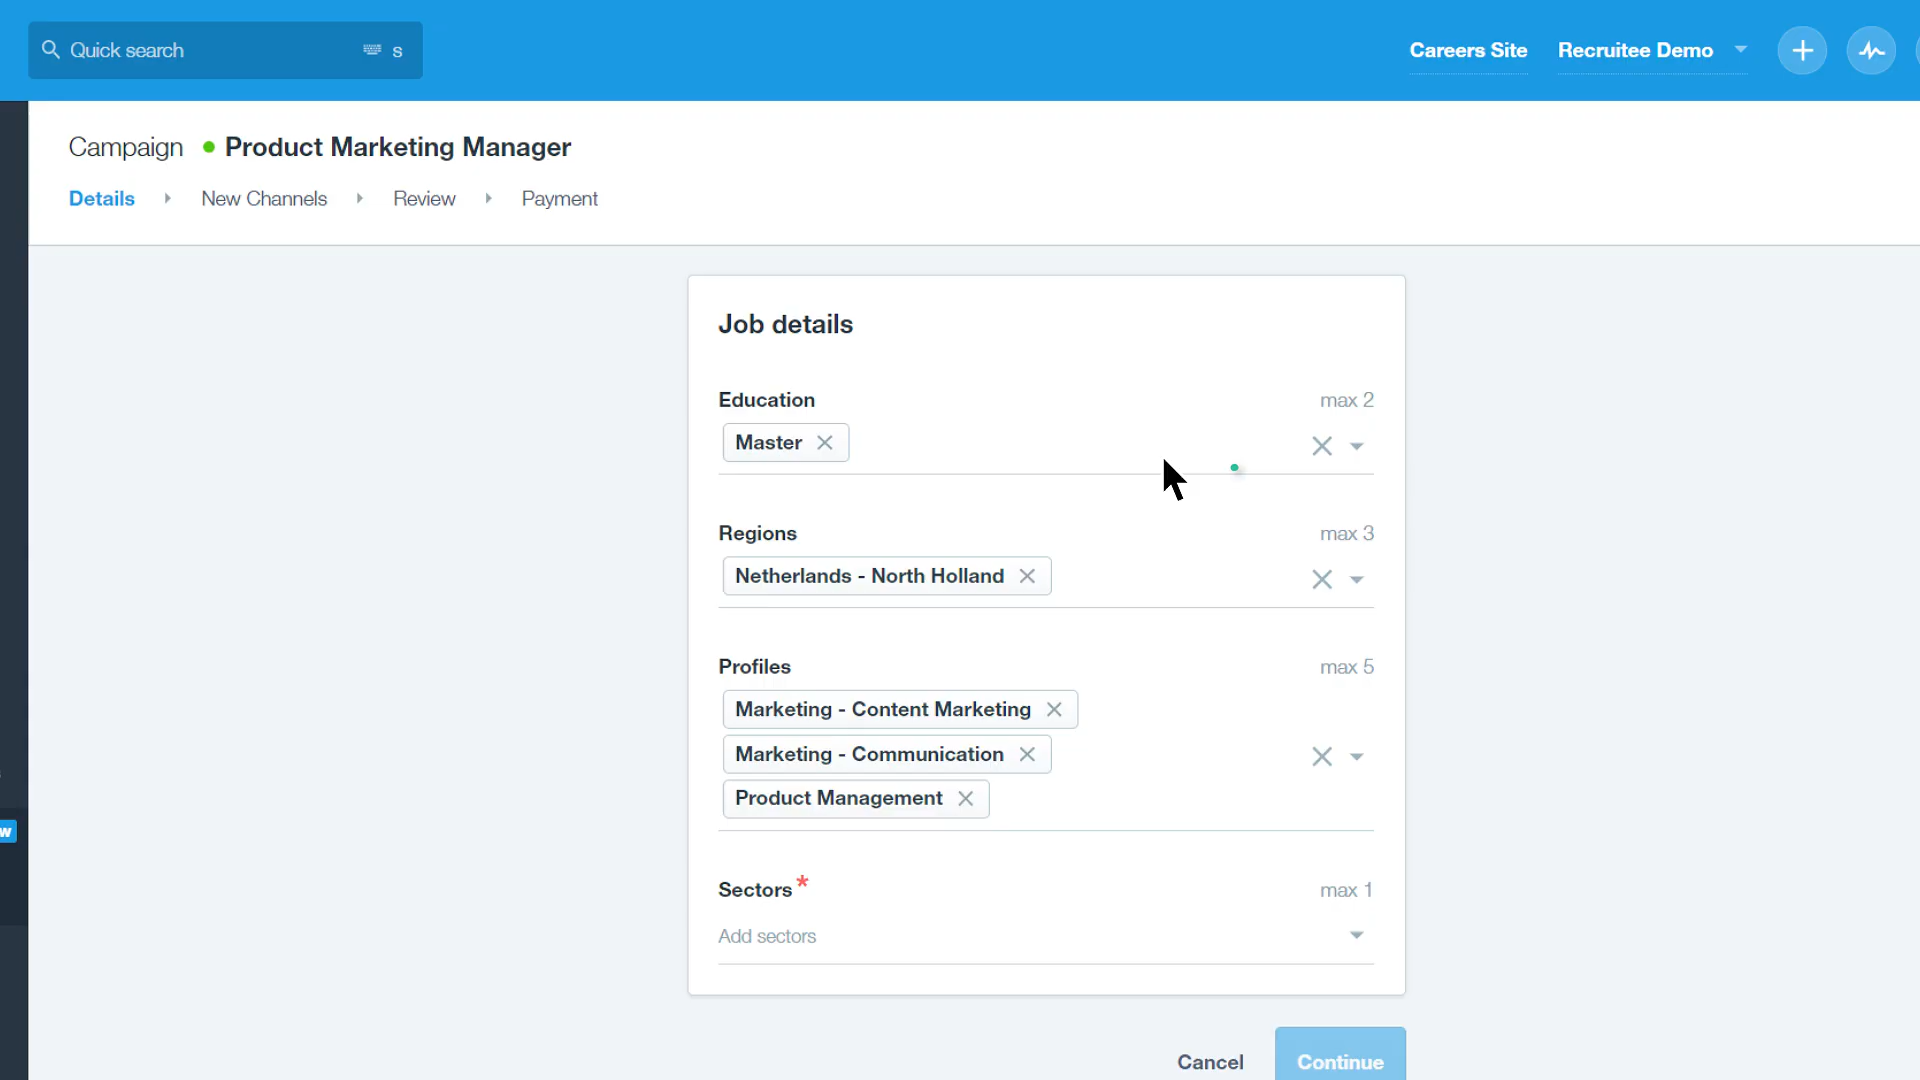 Quick search s
Careers Site Recruitee Demo
Campaign Product Marketing Manager
Details New Channels Review Payment
Job details
Education max 2
Master
Regions max 3
Netherlands - North Holland
Profiles max 5
Marketing - Content Marketing
Marketing - Communication
Product Management
w
Sectors* max 1
Add sectors
Cancel Continue